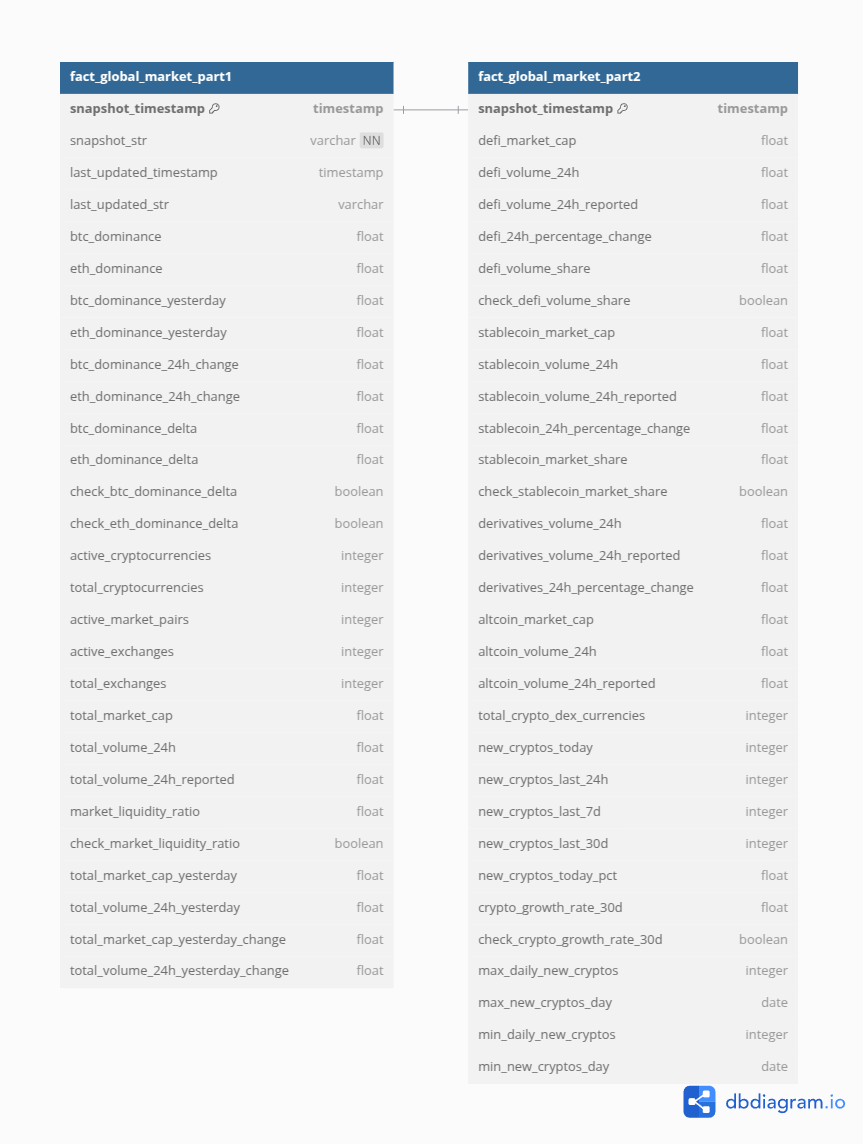 fact_global_market_part1
snapshot_timestamp timestamp
snapshot_str varchar NN
last_updated_timestamp timestamp
last_updated_str varchar
btc_dominance float
eth_dominance float
btc_dominance_yesterday float
eth_dominance_yesterday float
btc_dominance_24h_change float
eth_dominance_24h_change float
btc_dominance_delta float
eth_dominance_delta float
check_btc_dominance_delta boolean
check_eth_dominance_delta boolean
active_cryptocurrencies integer
total_cryptocurrencies integer
active_market_pairs integer
active_exchanges integer
total_exchanges integer
total_market_cap float
total_volume_24h float
total_volume_24h_reported float
market_liquidity_ratio float
check_market_liquidity_ratio boolean
total_market_cap_yesterday float
total_volume_24h_yesterday float
total_market_cap_yesterday_change float
total_volume_24h_yesterday_change float
fact_global_market_part2
snapshot_timestamp timestamp
defi_market_cap float
defi_volume_24h float
defi_volume_24h_reported float
defi_24h_percentage_change float
defi_volume_share float
check_defi_volume_share boolean
stablecoin_market_cap float
stablecoin_volume_24h float
stablecoin_volume_24h_reported float
stablecoin_24h_percentage_change float
stablecoin_market_share float
check_stablecoin_market_share boolean
derivatives_volume_24h float
derivatives_volume_24h_reported float
derivatives_24h_percentage_change float
altcoin_market_cap float
altcoin_volume_24h float
altcoin_volume_24h_reported float
total_crypto_dex_currencies integer
new_cryptos_today integer
new_cryptos_last_24h integer
new_cryptos_last_7d integer
new_cryptos_last_30d integer
new_cryptos_today_pct float
crypto_growth_rate_30d float
check_crypto_growth_rate_30d boolean
max_daily_new_cryptos integer
max_new_cryptos_day date
min_daily_new_cryptos integer
min_new_cryptos_day date
dbdiagram.io